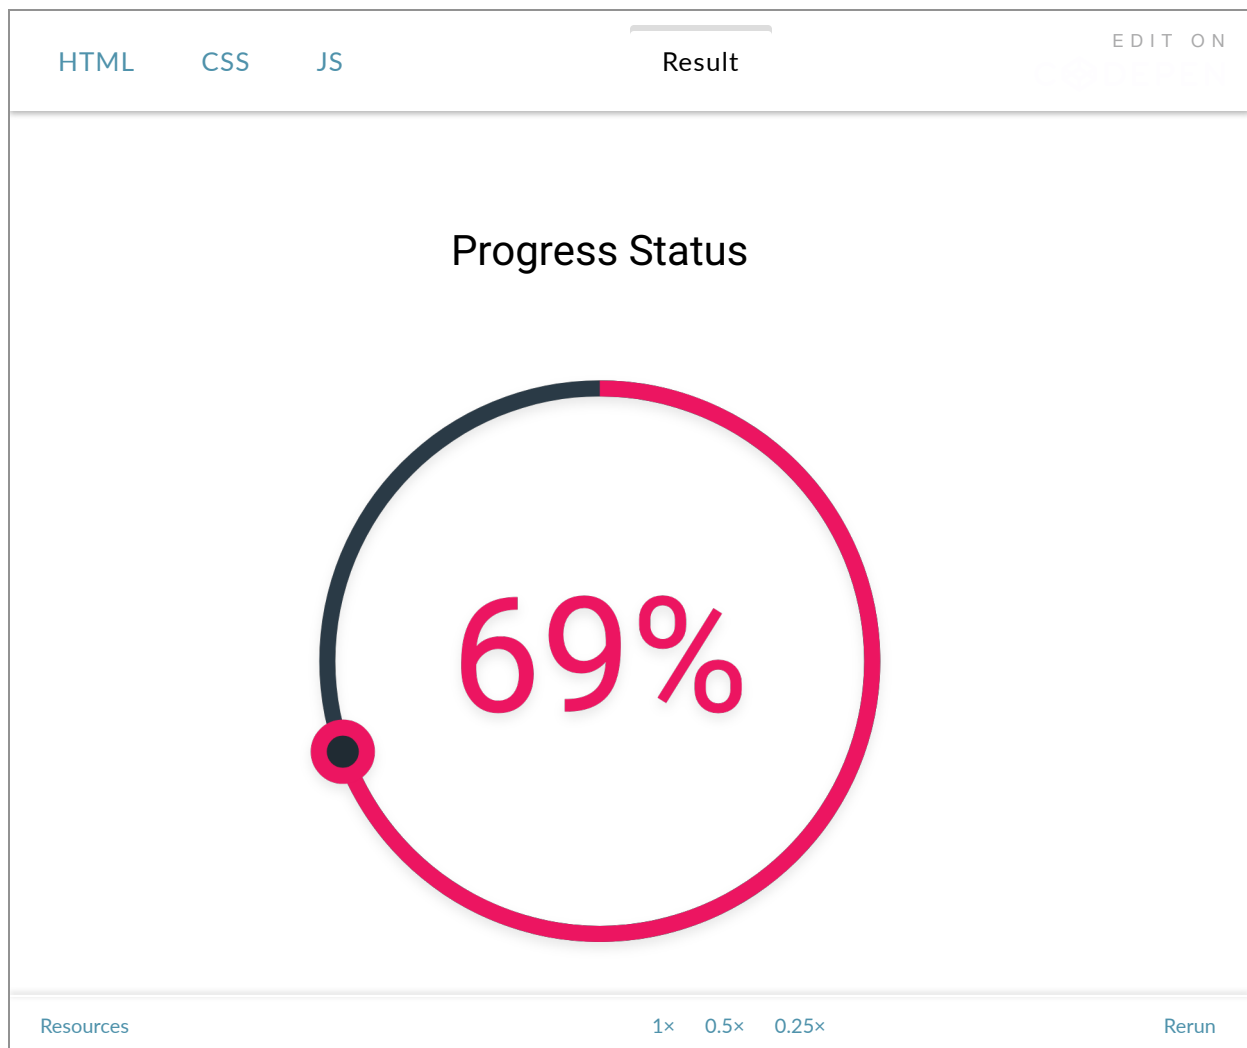 HTML CSS JS Result EDIT ON
Progress Status
69%
Resources 1× 0.5× 0.25× Rerun